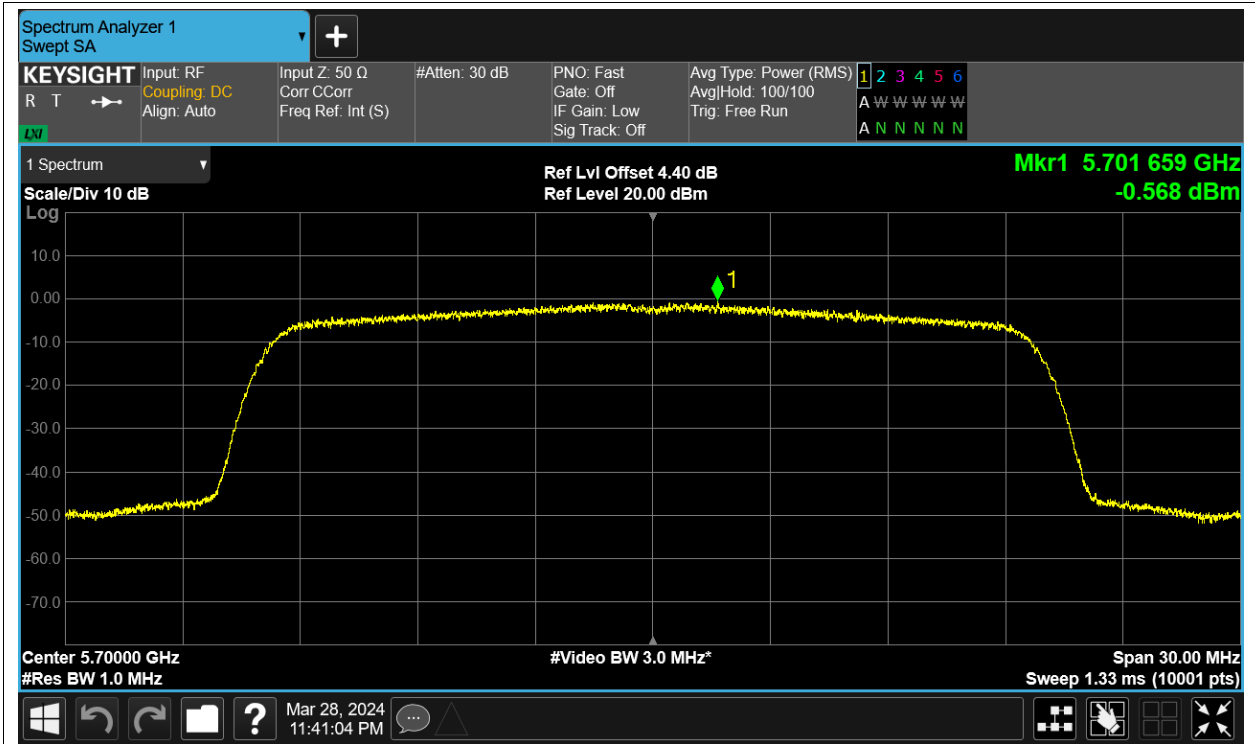 Spectrum Analyzer 1
Swept SA
KEYSIGHT
R T
LXI
Input: RF
Coupling: DC
Align: Auto
Input Z: 50 Ω
Corr CCorr
Freq Ref: Int (S)
#Atten: 30 dB
PNO: Fast
Gate: Off
IF Gain: Low
Sig Track: Off
Avg Type: Power (RMS)
Avg|Hold: 100/100
Trig: Free Run
1 2 3 4 5 6
A W W W W W
A N N N N N
1 Spectrum
Scale/Div 10 dB
Log
Ref Lvl Offset 4.40 dB
Ref Level 20.00 dBm
Mkr1 5.701 659 GHz
-0.568 dBm
1
10.0
0.00
-10.0
-20.0
-30.0
-40.0
-50.0
-60.0
-70.0
Center 5.70000 GHz
#Res BW 1.0 MHz
#Video BW 3.0 MHz*
Span 30.00 MHz
Sweep 1.33 ms (10001 pts)
?
Mar 28, 2024
11:41:04 PM